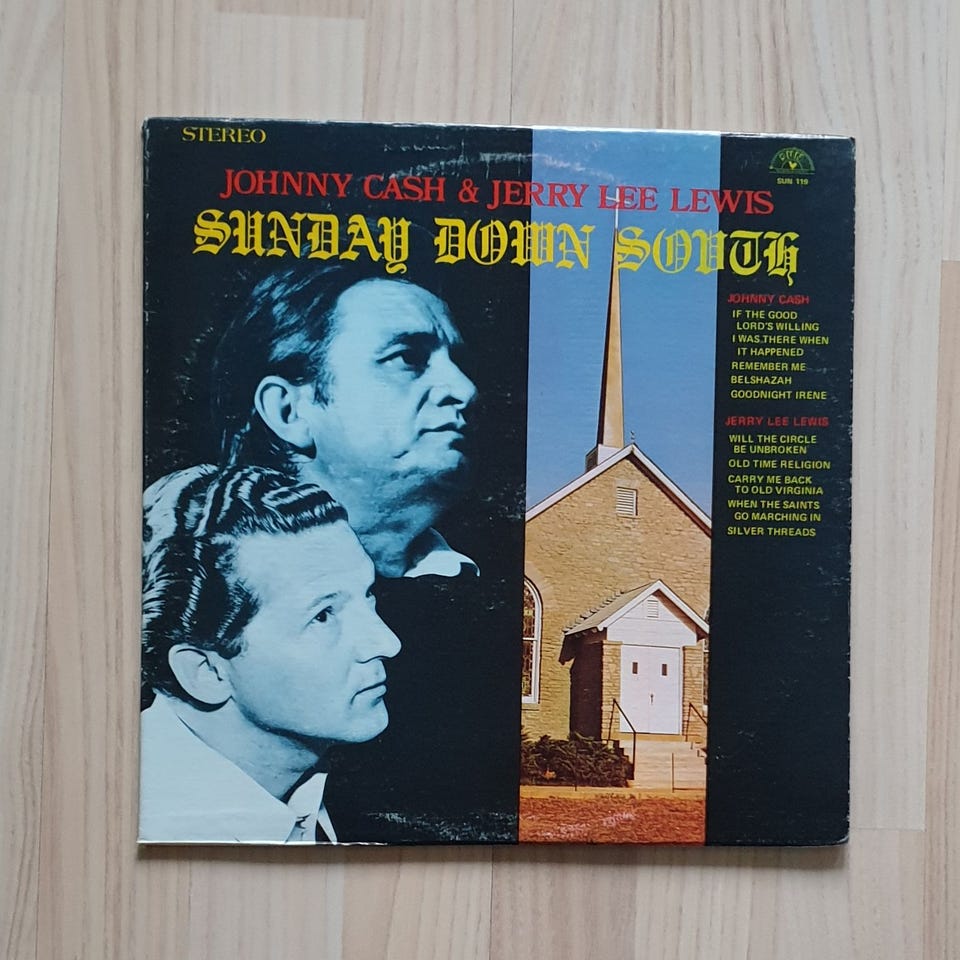 STEREO
SUN
SUN 119
JOHNNY CASH & JERRY LEE LEWIS
SUNDAY DOWN SOUTH
JOHNNY CASH
IF THE GOOD
LORD'S WILLING
I WAS THERE WHEN
IT HAPPENED
REMEMBER ME
BELSHAZAH
GOODNIGHT IRENE
JERRY LEE LEWIS
WILL THE CIRCLE
BE UNBROKEN
OLD TIME RELIGION
CARRY ME BACK
TO OLD VIRGINIA
WHEN THE SAINTS
GO MARCHING IN
SILVER THREADS